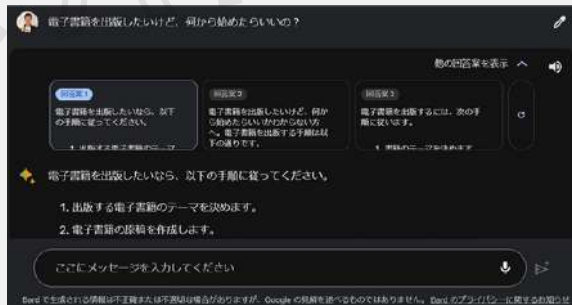 電子書籍を出版したいけど、何から始めたらいいの?
他の回答案を表示
回答案 1
電子書籍を出版したいなら、以下
の手順に従ってください。
1. 出版する電子書籍のテーマ
回答案 2
電子書籍を出版したいけど、何か
ら始めたらいいかわからない方
へ。電子書籍を出版する手順は以
下の通りです。
回答案 3
電子書籍を出版するには、次の手
順に従います。
1. 書籍のテーマを決めます
電子書籍を出版したいなら、以下の手順に従ってください。
1. 出版する電子書籍のテーマを決めます。
2. 電子書籍の原稿を作成します。
ここにメッセージを入力してください
Bard で生成される情報は不正確または不適切な場合がありますが、Google の見解を述べるものではありません。Bard のプライバシーに関するお知らせ